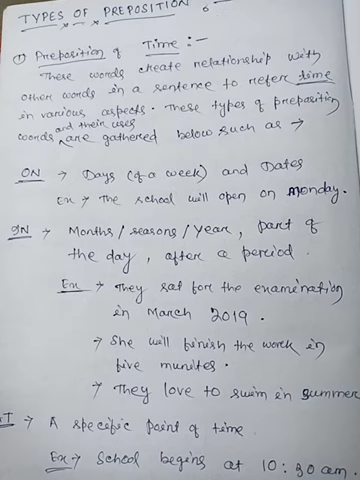 TYPES OF PREPOSITION
① Preposition of Time :-
These words create relationship with
other words in a sentence to refer time
in various aspects. These types of preposition
and their uses
words are gathered below such as →
ON → Days (of a week) and Dates
Ex → The school will open on Monday.
IN → Months/seasons/Year, part of
the day, after a period.
Ex → They sat for the examination
in March 2019.
→ She will finish the work in
five munites.
→ They love to swim in summer
AT → A specific point of time
Ex → School begins at 10:30 am.